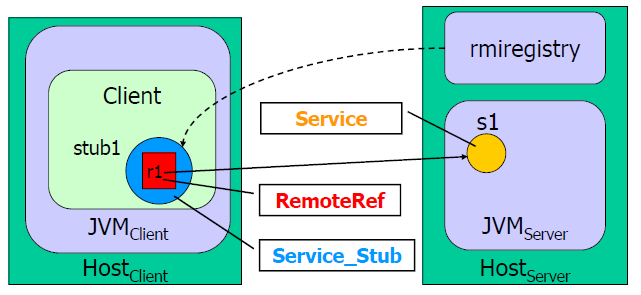 rmiregistry
Client
Service
s1
stub1
r1
RemoteRef
JVMClient
JVMServer
Service_Stub
HostClient
HostServer